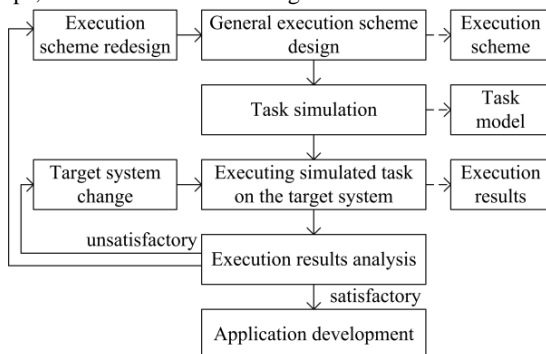 Execution
scheme redesign
General execution scheme
design
Execution
scheme
Task simulation
Task
model
Target system
change
Executing simulated task
on the target system
Execution
results
unsatisfactory
Execution results analysis
satisfactory
Application development